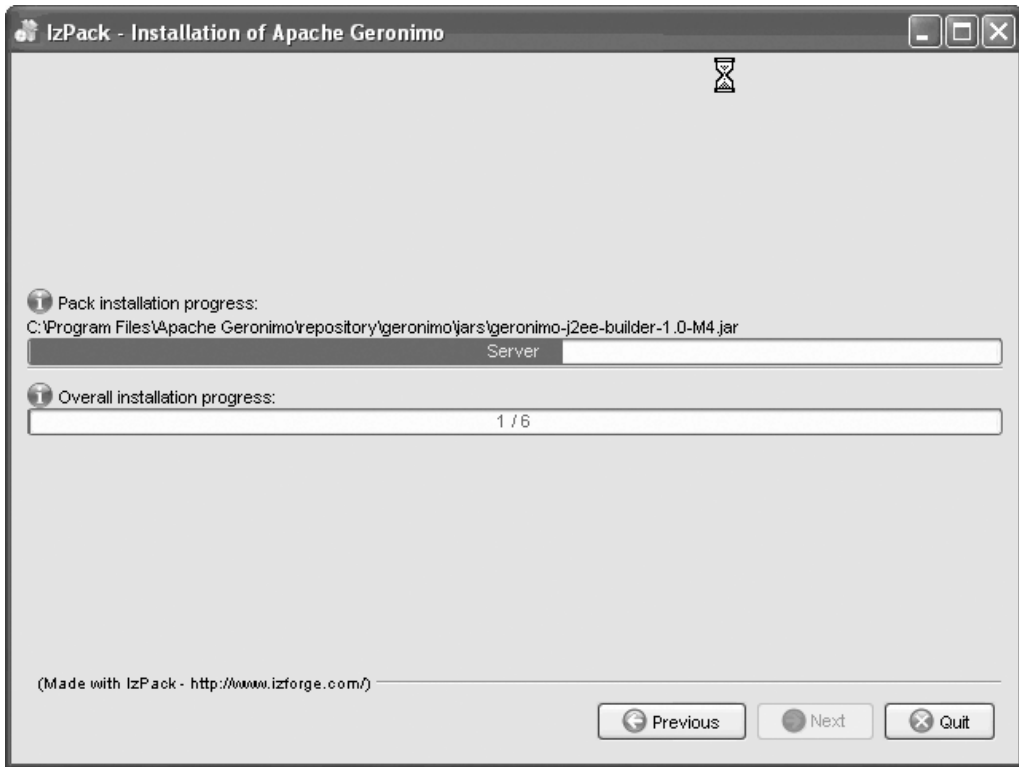 IzPack - Installation of Apache Geronimo
Pack installation progress:
C:\Program Files\Apache Geronimo\repository\geronimo\jars\geronimo-j2ee-builder-1.0-M4.jar
Server
Overall installation progress:
1 / 6
(Made with IzPack - http://www.izforge.com/)
Previous
Next
Quit